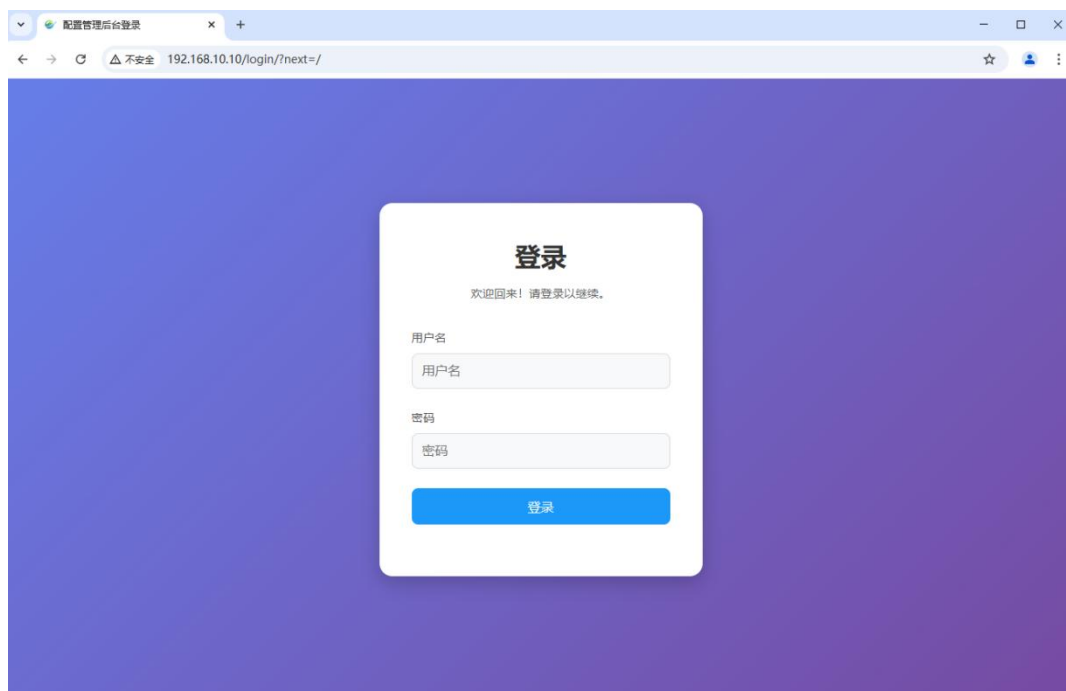 配置管理后台登录
不安全 192.168.10.10/login/?next=/
登录
欢迎回来！请登录以继续。
用户名
用户名
密码
密码
登录